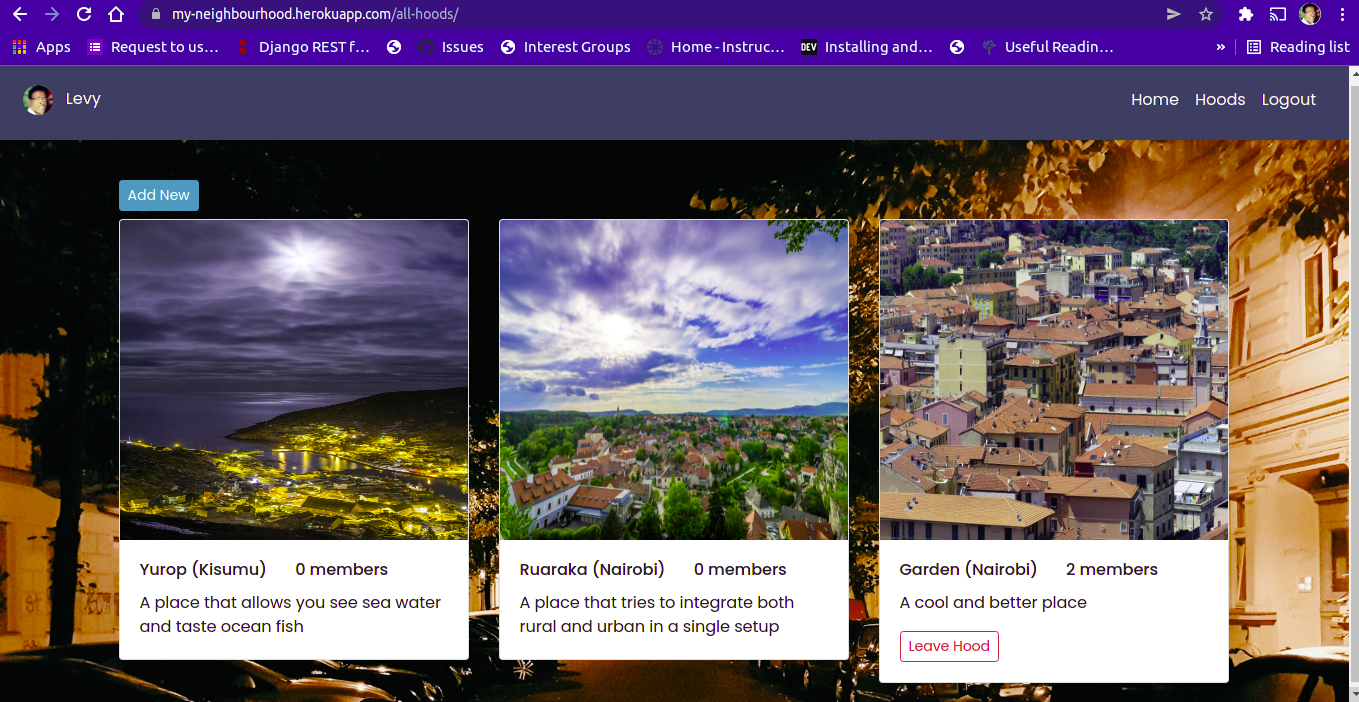 my-neighbourhood.herokuapp.com/all-hoods/
Apps Request to us… Django REST f… Issues Interest Groups Home - Instruc… DEV Installing and… Useful Readin… » Reading list
Levy Home Hoods Logout
Add New
Yurop (Kisumu) 0 members
A place that allows you see sea water
and taste ocean fish
Ruaraka (Nairobi) 0 members
A place that tries to integrate both
rural and urban in a single setup
Garden (Nairobi) 2 members
A cool and better place
Leave Hood